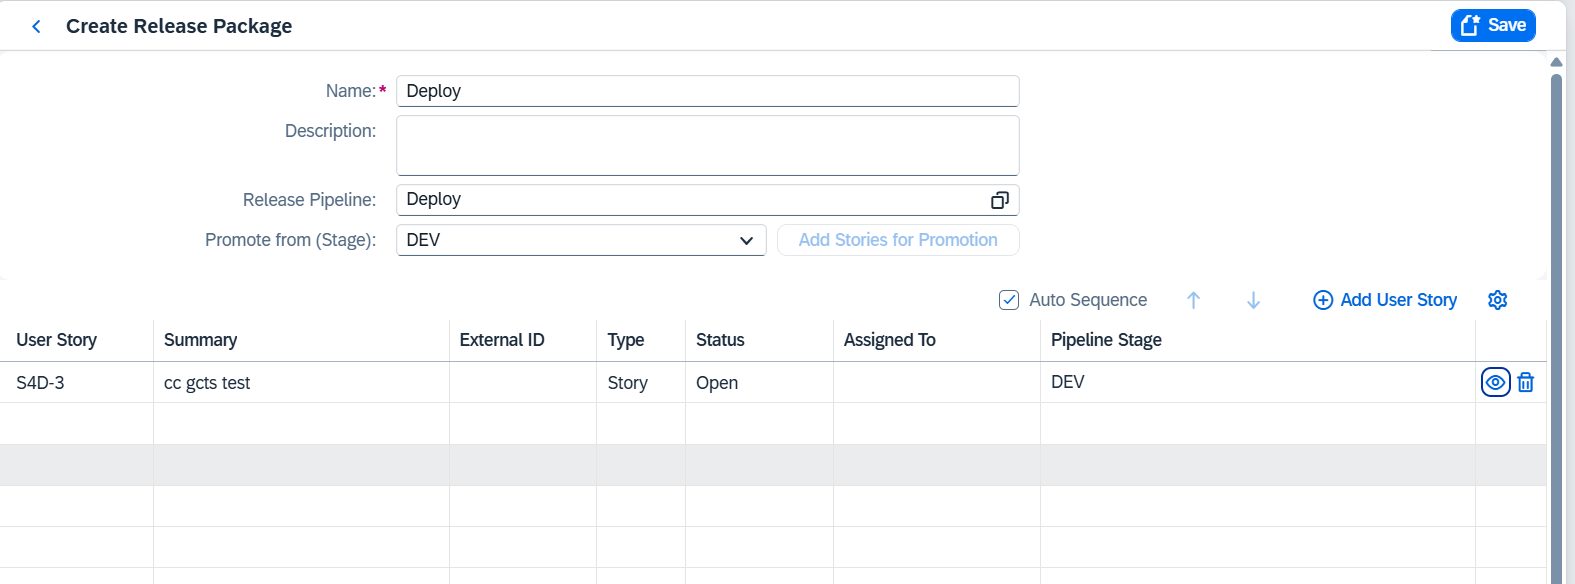 Create Release Package
Save
Name:*
Deploy
Description:
Release Pipeline:
Deploy
Promote from (Stage):
DEV
Add Stories for Promotion
Auto Sequence
Add User Story
User Story Summary External ID Type Status Assigned To Pipeline Stage
S4D-3 cc gcts test Story Open DEV